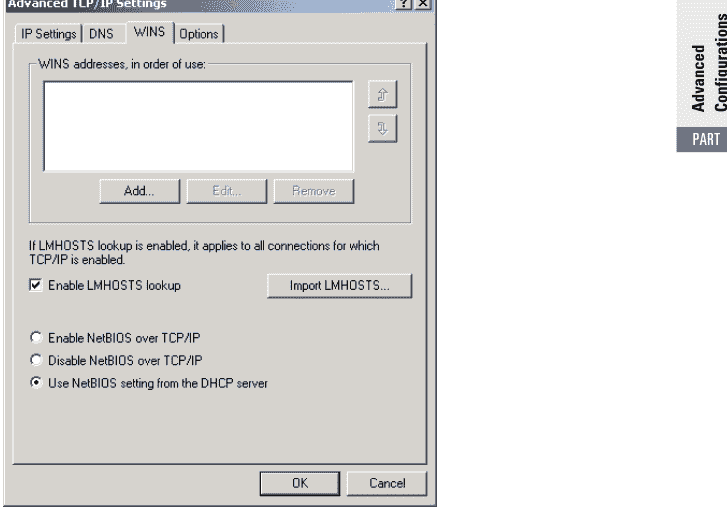 Advanced TCP/IP Settings
IP Settings DNS WINS Options
WINS addresses, in order of use:
Add... Edit... Remove
If LMHOSTS lookup is enabled, it applies to all connections for which
TCP/IP is enabled.
Enable LMHOSTS lookup
Import LMHOSTS...
Enable NetBIOS over TCP/IP
Disable NetBIOS over TCP/IP
Use NetBIOS setting from the DHCP server
OK Cancel
Advanced
Configurations
PART